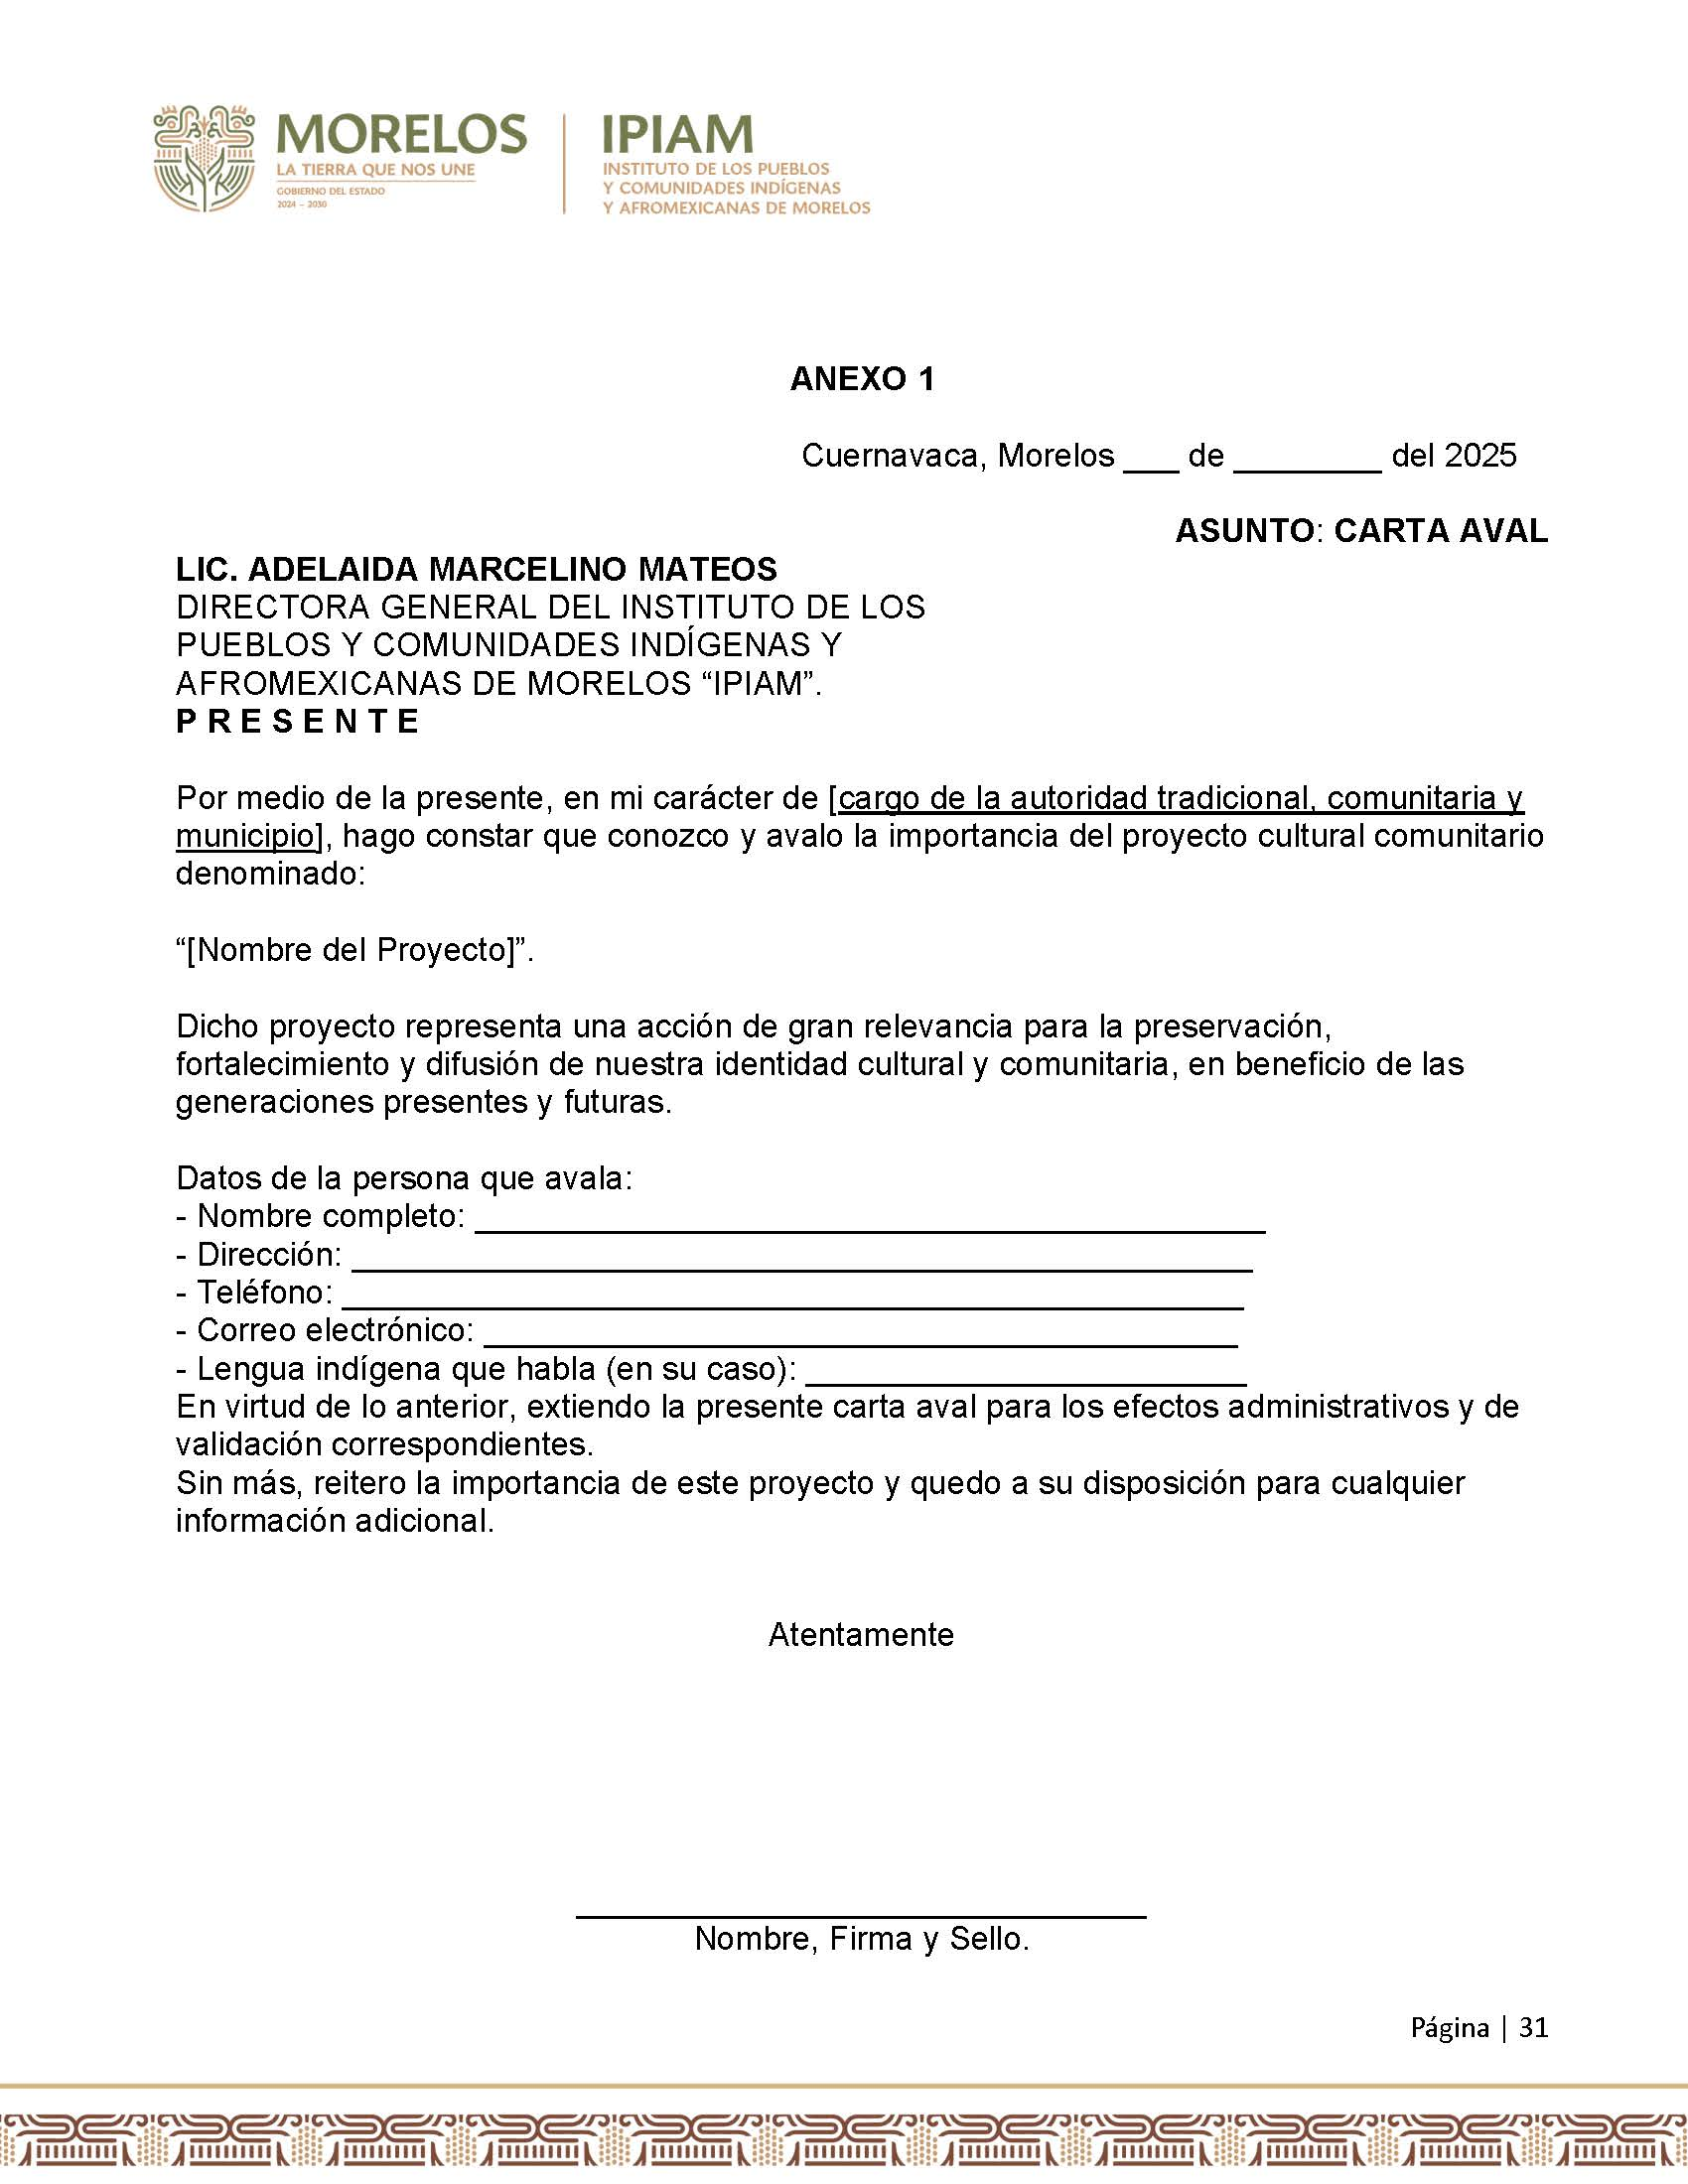 MORELOS
LA TIERRA QUE NOS UNE
GOBIERNO DEL ESTADO
2024 – 2030
IPIAM
INSTITUTO DE LOS PUEBLOS
Y COMUNIDADES INDÍGENAS
Y AFROMEXICANAS DE MORELOS
ANEXO 1
Cuernavaca, Morelos ___ de ________ del 2025
ASUNTO: CARTA AVAL
LIC. ADELAIDA MARCELINO MATEOS
DIRECTORA GENERAL DEL INSTITUTO DE LOS
PUEBLOS Y COMUNIDADES INDÍGENAS Y
AFROMEXICANAS DE MORELOS “IPIAM”.
P R E S E N T E
Por medio de la presente, en mi carácter de [cargo de la autoridad tradicional, comunitaria y
municipio], hago constar que conozco y avalo la importancia del proyecto cultural comunitario
denominado:
“[Nombre del Proyecto]”.
Dicho proyecto representa una acción de gran relevancia para la preservación,
fortalecimiento y difusión de nuestra identidad cultural y comunitaria, en beneficio de las
generaciones presentes y futuras.
Datos de la persona que avala:
- Nombre completo: ____________________________________________
- Dirección: __________________________________________________
- Teléfono: __________________________________________________
- Correo electrónico: __________________________________________
- Lengua indígena que habla (en su caso): ________________________
En virtud de lo anterior, extiendo la presente carta aval para los efectos administrativos y de
validación correspondientes.
Sin más, reitero la importancia de este proyecto y quedo a su disposición para cualquier
información adicional.
Atentamente
________________________________
Nombre, Firma y Sello.
Página | 31